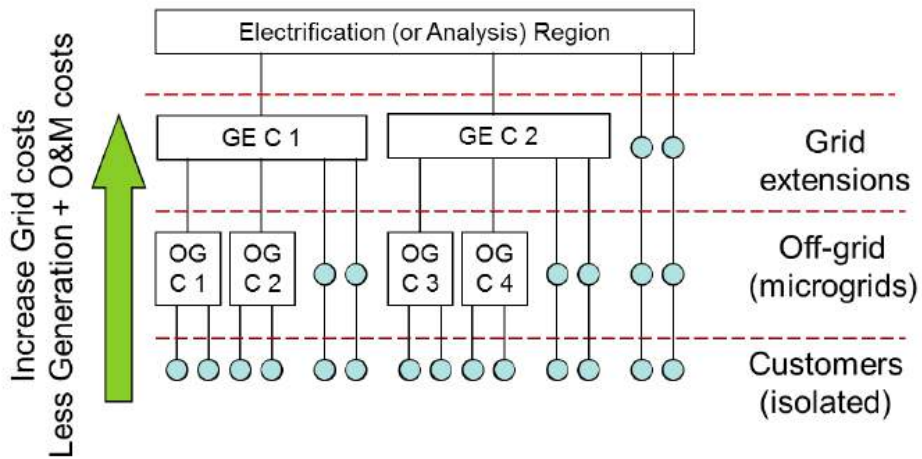 Increase Grid costs
Less Generation + O&M costs
Electrification (or Analysis) Region
GE C 1
GE C 2
Grid
extensions
OG
C 1
OG
C 2
OG
C 3
OG
C 4
Off-grid
(microgrids)
Customers
(isolated)